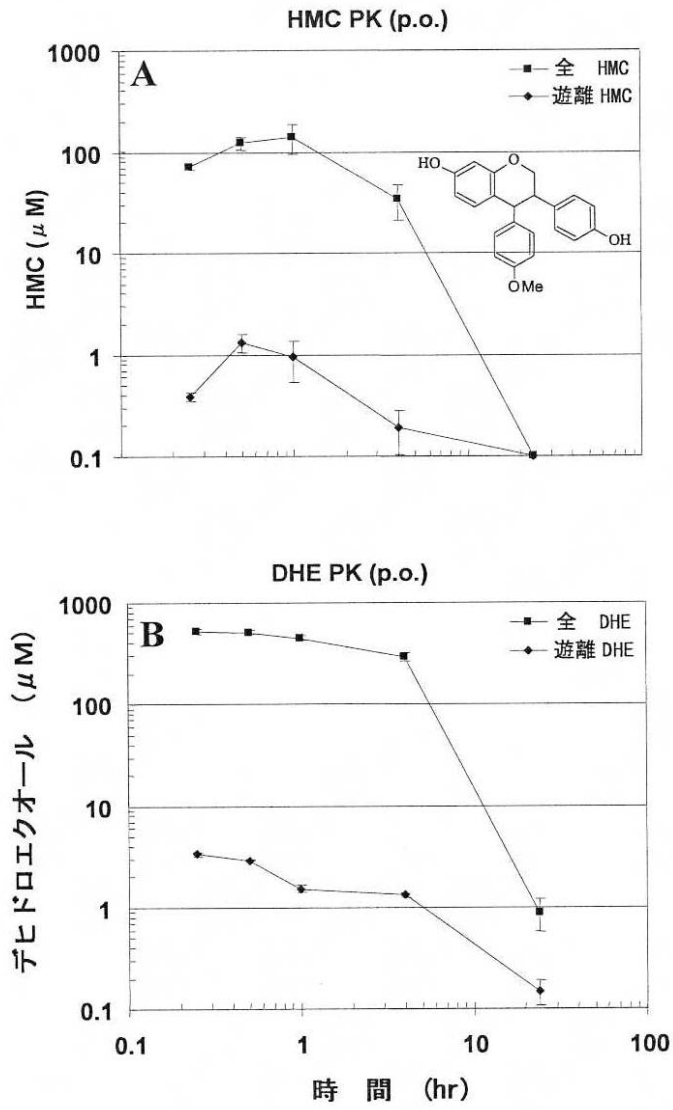 HMC PK (p.o.)
A
全 HMC
遊離 HMC
1000
100
10
1
0.1
HMC (μM)
HO
O
OH
OMe
DHE PK (p.o.)
B
全 DHE
遊離 DHE
1000
100
10
1
0.1
デヒドロエクオール (μM)
0.1 1 10 100
時間 (hr)